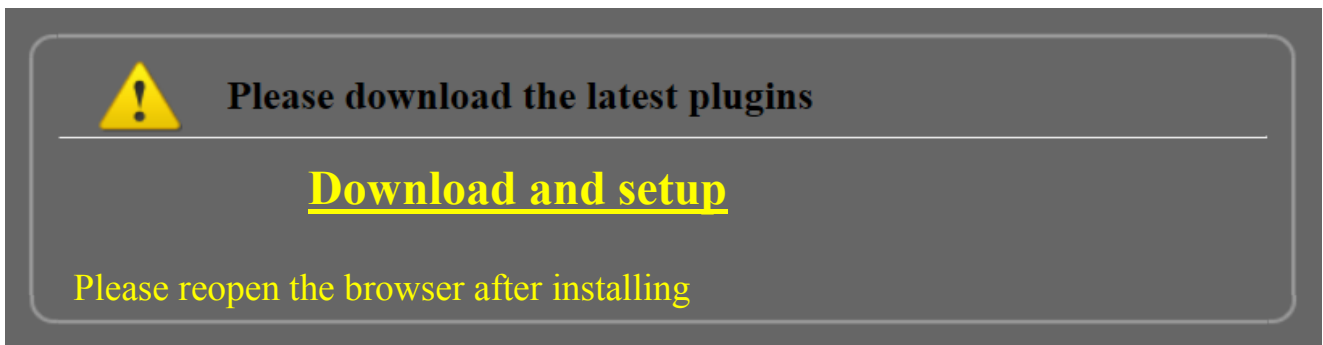 Please download the latest plugins
Download and setup
Please reopen the browser after installing